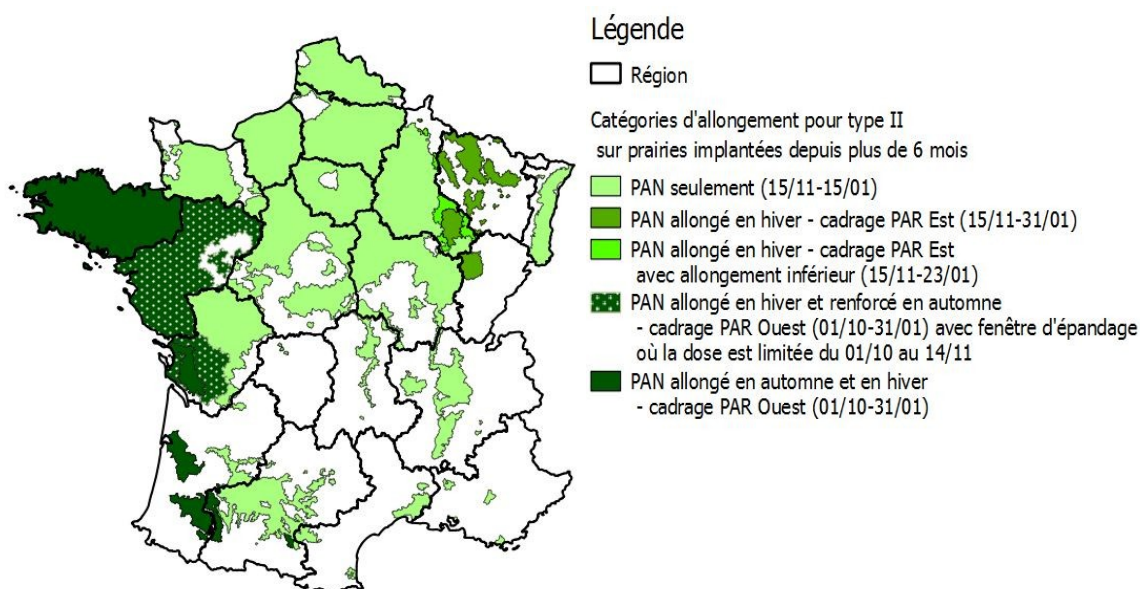 Légende
Région
Catégories d'allongement pour type II
sur prairies implantées depuis plus de 6 mois
PAN seulement (15/11-15/01)
PAN allongé en hiver - cadrage PAR Est (15/11-31/01)
PAN allongé en hiver - cadrage PAR Est
avec allongement inférieur (15/11-23/01)
PAN allongé en hiver et renforcé en automne
- cadrage PAR Ouest (01/10-31/01) avec fenêtre d'épandage
où la dose est limitée du 01/10 au 14/11
PAN allongé en automne et en hiver
- cadrage PAR Ouest (01/10-31/01)